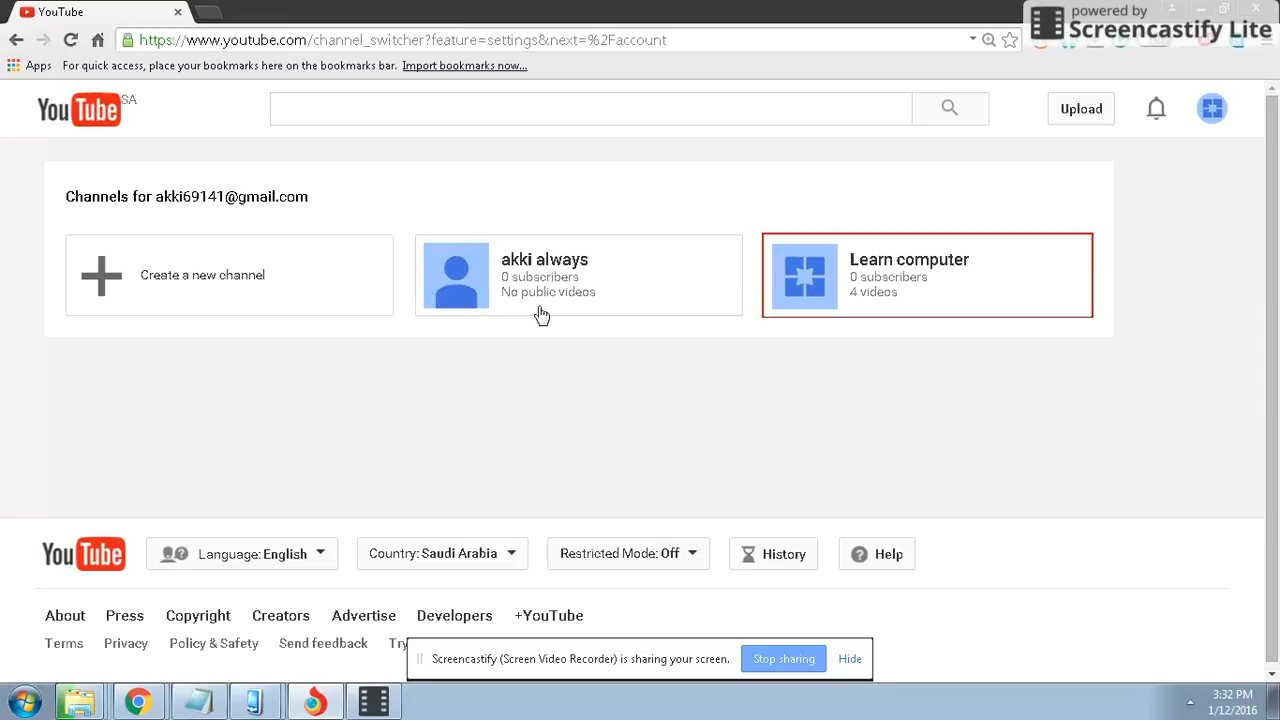 YouTube
powered by
Screencastify Lite
https://www.youtube.com/ch
t=%2Faccount
Apps
For quick access, place your bookmarks here on the bookmarks bar. Import bookmarks now...
YouTube SA
Upload
Channels for akki69141@gmail.com
Create a new channel
akki always
0 subscribers
No public videos
Learn computer
0 subscribers
4 videos
YouTube
Language: English
Country: Saudi Arabia
Restricted Mode: Off
History
Help
About
Press
Copyright
Creators
Advertise
Developers
+YouTube
Terms
Privacy
Policy & Safety
Send feedback
Try
Screencastify (Screen Video Recorder) is sharing your screen.
Stop sharing
Hide
3:32 PM
1/12/2016